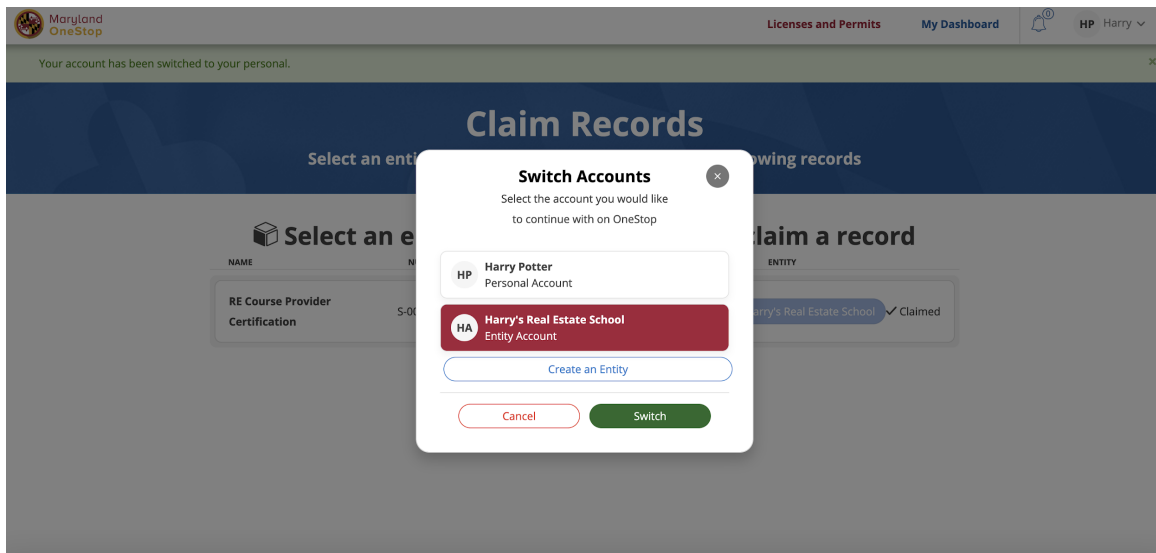 Maryland
OneStop
Licenses and Permits
My Dashboard
0
HP Harry
Your account has been switched to your personal.
×
Claim Records
Select an enti
owing records
Switch Accounts
×
Select the account you would like
to continue with on OneStop
Select an e
laim a record
NAME
ENTITY
HP
Harry Potter
Personal Account
RE Course Provider
Certification
S-00
HA
Harry's Real Estate School
Entity Account
arry's Real Estate School
Claimed
Create an Entity
Cancel
Switch